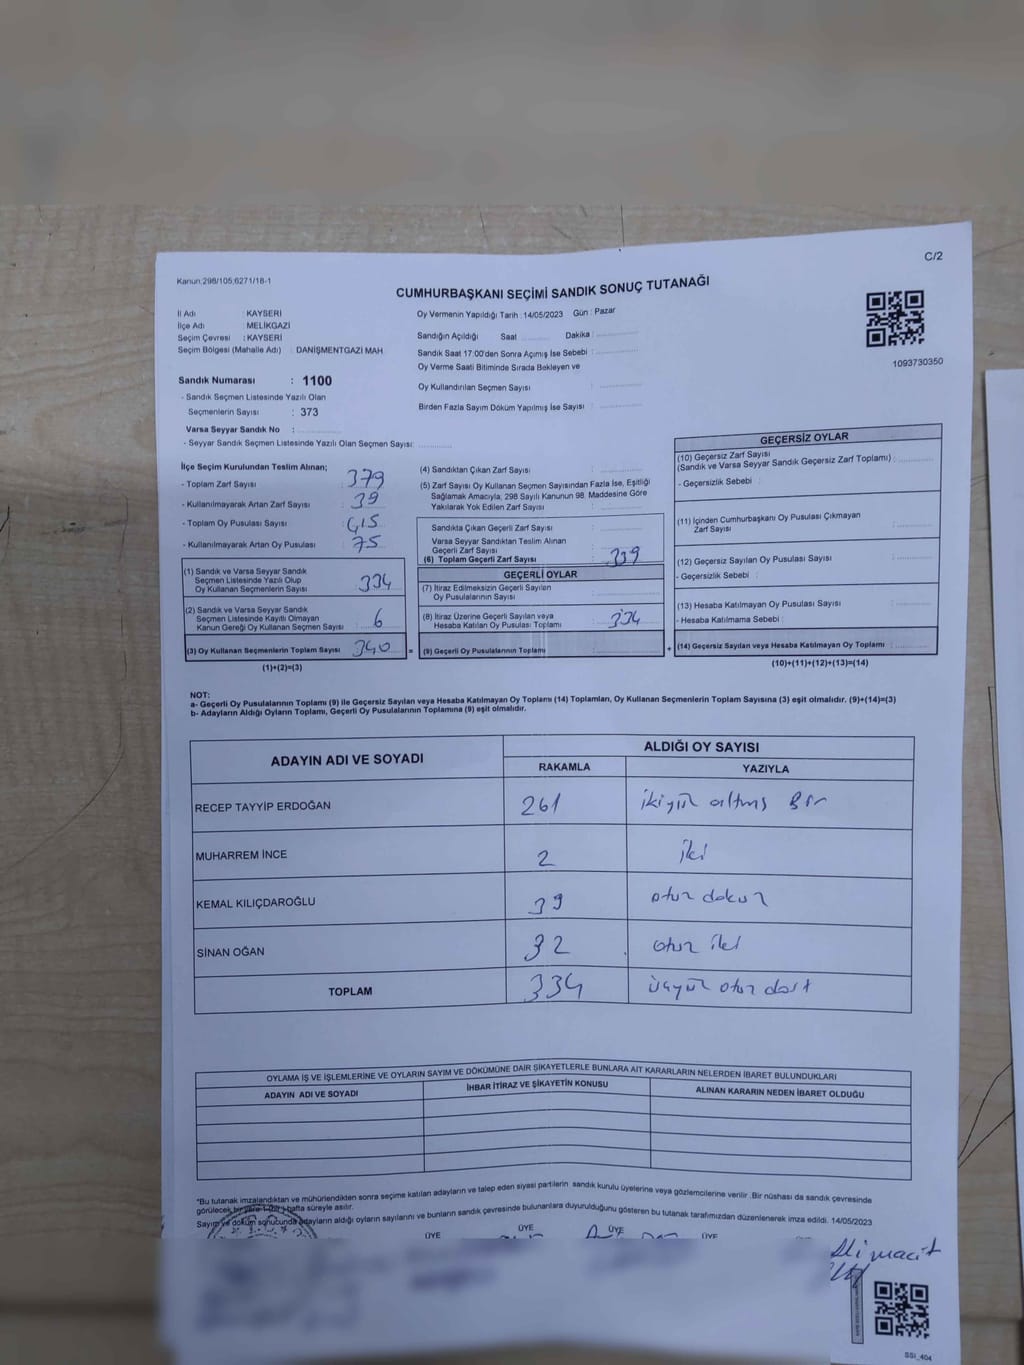 C/2
Kanun:298/105,6271/18-1
CUMHURBAŞKANI SEÇİMİ SANDIK SONUÇ TUTANAĞI
İl Adı : KAYSERİ
İlçe Adı : MELİKGAZİ
Seçim Çevresi : KAYSERİ
Seçim Bölgesi (Mahalle Adı) : DANİŞMENTGAZİ MAH.
Sandık Numarası : 1100
- Sandık Seçmen Listesinde Yazılı Olan
Seçmenlerin Sayısı : 373
Varsa Seyyar Sandık No :
- Seyyar Sandık Seçmen Listesinde Yazılı Olan Seçmen Sayısı:
Oy Vermenin Yapıldığı Tarih : 14/05/2023 Gün : Pazar
Sandığın Açıldığı Saat Dakika :
Sandık Saat 17:00'den Sonra Açımış İse Sebebi :
Oy Verme Saati Bitiminde Sırada Bekleyen ve
Oy Kullandırılan Seçmen Sayısı :
Birden Fazla Sayım Döküm Yapılmış İse Sayısı :
1093730350
İlçe Seçim Kurulundan Teslim Alınan;
- Toplam Zarf Sayısı : 379
- Kullanılmayarak Artan Zarf Sayısı : 39
- Toplam Oy Pusulası Sayısı : 415
- Kullanılmayarak Artan Oy Pusulası : 75
(1) Sandık ve Varsa Seyyar Sandık
Seçmen Listesinde Yazılı Olup
Oy Kullanan Seçmenlerin Sayısı : 334
(2) Sandık ve Varsa Seyyar Sandık
Seçmen Listesinde Kayıtlı Olmayan
Kanun Gereği Oy Kullanan Seçmen Sayısı : 6
(3) Oy Kullanan Seçmenlerin Toplam Sayısı : 340 =
(1)+(2)=(3)
(4) Sandıktan Çıkan Zarf Sayısı :
(5) Zarf Sayısı Oy Kullanan Seçmen Sayısından Fazla İse, Eşitliği
Sağlamak Amacıyla, 298 Sayılı Kanunun 98. Maddesine Göre
Yakılarak Yok Edilen Zarf Sayısı :
Sandıkta Çıkan Geçerli Zarf Sayısı :
Varsa Seyyar Sandıktan Teslim Alınan
Geçerli Zarf Sayısı :
(6) Toplam Geçerli Zarf Sayısı : 339
GEÇERLİ OYLAR
(7) İtiraz Edilmeksizin Geçerli Sayılan
Oy Pusulalarının Sayısı :
(8) İtiraz Üzerine Geçerli Sayılan veya
Hesaba Katılan Oy Pusulası Toplamı : 334
(9) Geçerli Oy Pusulalarının Toplamı : +
GEÇERSİZ OYLAR
(10) Geçersiz Zarf Sayısı
(Sandık ve Varsa Seyyar Sandık Geçersiz Zarf Toplamı) :
- Geçersizlik Sebebi :
(11) İçinden Cumhurbaşkanı Oy Pusulası Çıkmayan
Zarf Sayısı :
(12) Geçersiz Sayılan Oy Pusulası Sayısı :
- Geçersizlik Sebebi :
(13) Hesaba Katılmayan Oy Pusulası Sayısı :
- Hesaba Katılmama Sebebi :
(14) Geçersiz Sayılan veya Hesaba Katılmayan Oy Toplamı :
(10)+(11)+(12)+(13)=(14)
NOT:
a- Geçerli Oy Pusulalarının Toplamı (9) ile Geçersiz Sayılan veya Hesaba Katılmayan Oy Toplamı (14) Toplamları, Oy Kullanan Seçmenlerin Toplam Sayısına (3) eşit olmalıdır. (9)+(14)=(3)
b- Adayların Aldığı Oyların Toplamı, Geçerli Oy Pusulalarının Toplamına (9) eşit olmalıdır.
ADAYIN ADI VE SOYADI ALDIĞI OY SAYISI
RAKAMLA YAZIYLA
RECEP TAYYİP ERDOĞAN 261 ikiyüz altmış Bir
MUHARREM İNCE 2 iki
KEMAL KILIÇDAROĞLU 39 otuz dokuz
SİNAN OĞAN 32 otuz iki
TOPLAM 334 üçyüz otuz dört
OYLAMA İŞ VE İŞLEMLERİNE VE OYLARIN SAYIM VE DÖKÜMÜNE DAİR ŞİKAYETLERLE BUNLARA AİT KARARLARIN NELERDEN İBARET BULUNDUKLARI
ADAYIN ADI VE SOYADI İHBAR İTİRAZ VE ŞİKAYETİN KONUSU ALINAN KARARIN NEDEN İBARET OLDUĞU
*Bu tutanak imzalandıktan ve mühürlendikten sonra seçime katılan adayların ve talep eden siyasi partilerin sandık kurulu üyelerine veya gözlemcilerine verilir .Bir nüshası da sandık çevresinde
görülecek bir yere 1 (bir ) hafta süreyle asılır.
Sayım ve döküm sonucunda adayların aldığı oyların sayılarını ve bunların sandık çevresinde bulunanlara duyurulduğunu gösteren bu tutanak tarafımızdan düzenlenerek imza edildi. 14/05/2023
ÜYE ÜYE ÜYE ÜYE
SSI_404